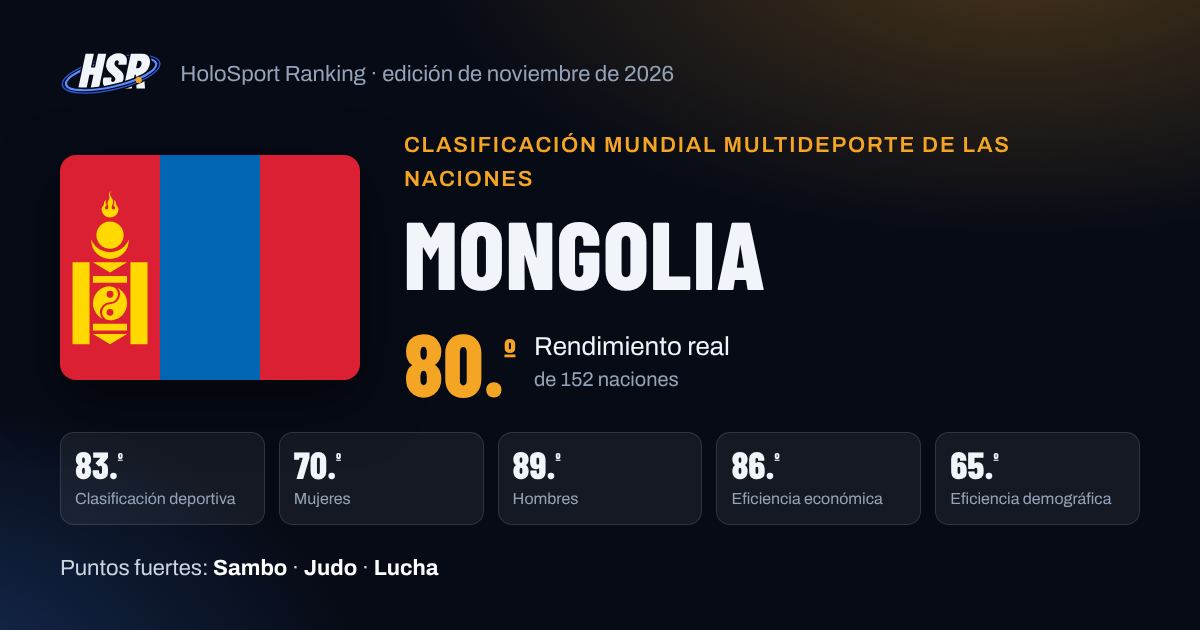 HSR
HoloSport Ranking · edición de noviembre de 2026
CLASIFICACIÓN MUNDIAL MULTIDEPORTE DE LAS
NACIONES
MONGOLIA
80.º
Rendimiento real
de 152 naciones
83.º
Clasificación deportiva
70.º
Mujeres
89.º
Hombres
86.º
Eficiencia económica
65.º
Eficiencia demográfica
Puntos fuertes: Sambo · Judo · Lucha